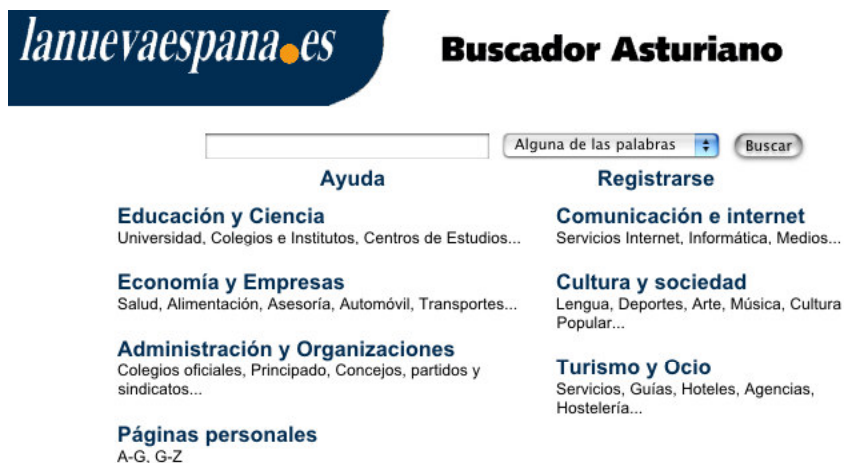 lanuevaespana.es
Buscador Asturiano
Alguna de las palabras
Buscar
Ayuda
Registrarse
Educación y Ciencia
Universidad, Colegios e Institutos, Centros de Estudios...
Economía y Empresas
Salud, Alimentación, Asesoría, Automóvil, Transportes...
Administración y Organizaciones
Colegios oficiales, Principado, Concejos, partidos y
sindicatos...
Páginas personales
A-G, G-Z
Comunicación e internet
Servicios Internet, Informática, Medios...
Cultura y sociedad
Lengua, Deportes, Arte, Música, Cultura
Popular...
Turismo y Ocio
Servicios, Guías, Hoteles, Agencias,
Hostelería...